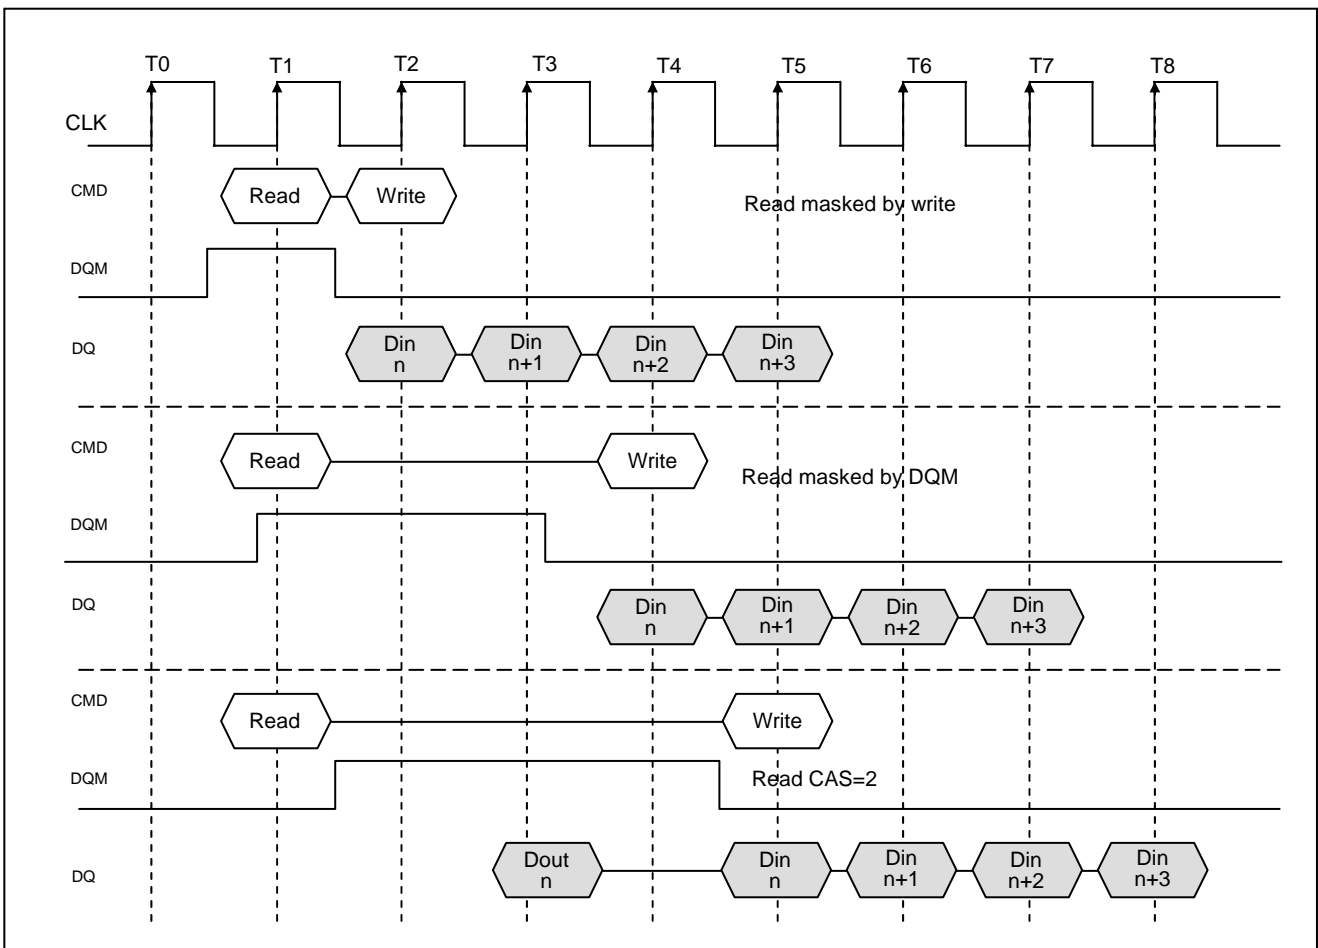 T0 T1 T2 T3 T4 T5 T6 T7 T8
CLK
CMD Read Write Read masked by write
DQM
DQ
Din n
Din n+1
Din n+2
Din n+3
CMD Read Write Read masked by DQM
DQM
DQ
Din n
Din n+1
Din n+2
Din n+3
CMD Read Write
DQM Read CAS=2
DQ
Dout n
Din n
Din n+1
Din n+2
Din n+3